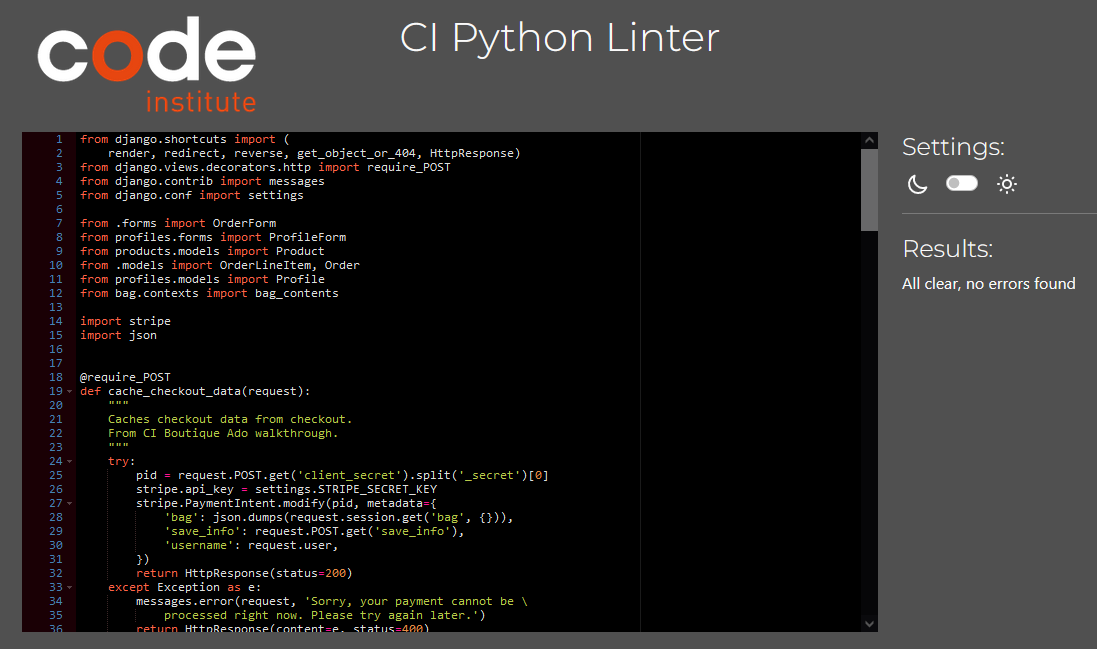 code
institute
CI Python Linter
1 from django.shortcuts import (
2     render, redirect, reverse, get_object_or_404, HttpResponse)
3 from django.views.decorators.http import require_POST
4 from django.contrib import messages
5 from django.conf import settings
6
7 from .forms import OrderForm
8 from profiles.forms import ProfileForm
9 from products.models import Product
10 from .models import OrderLineItem, Order
11 from profiles.models import Profile
12 from bag.contexts import bag_contents
13
14 import stripe
15 import json
16
17
18 @require_POST
19 def cache_checkout_data(request):
20     """
21     Caches checkout data from checkout.
22     From CI Boutique Ado walkthrough.
23     """
24     try:
25         pid = request.POST.get('client_secret').split('_secret')[0]
26         stripe.api_key = settings.STRIPE_SECRET_KEY
27         stripe.PaymentIntent.modify(pid, metadata={
28             'bag': json.dumps(request.session.get('bag', {})),
29             'save_info': request.POST.get('save_info'),
30             'username': request.user,
31         })
32         return HttpResponse(status=200)
33     except Exception as e:
34         messages.error(request, 'Sorry, your payment cannot be \
35             processed right now. Please try again later.')
36         return HttpResponse(content=e, status=400)
Settings:
Results:
All clear, no errors found